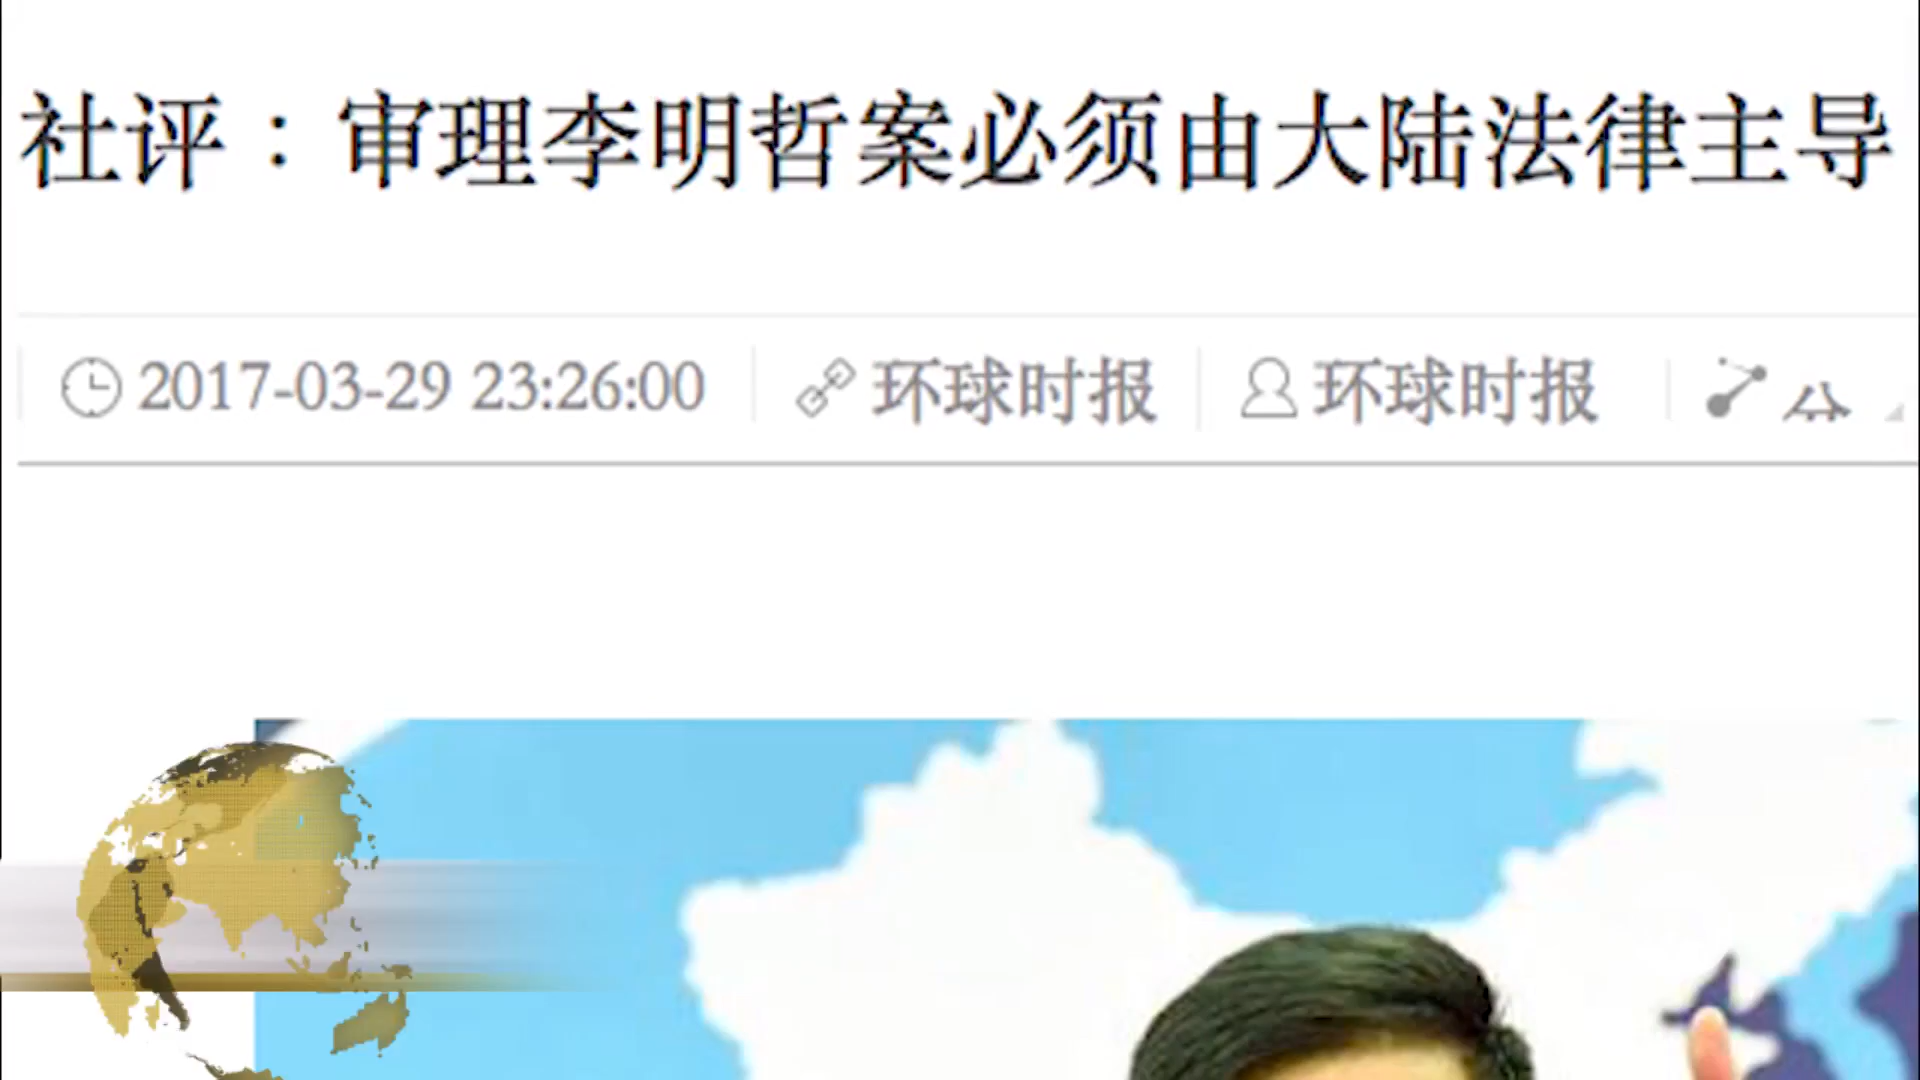 社评：审理李明哲案必须由大陆法律主导
2017-03-29 23:26:00 环球时报 环球时报